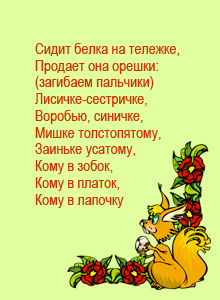 Сидит белка на тележке,
Продает она орешки:
(загибаем пальчики)
Лисичке-сестричке,
Воробью, синичке,
Мишке толстопятому,
Заиньке усатому,
Кому в зобок,
Кому в платок,
Кому в лапочку